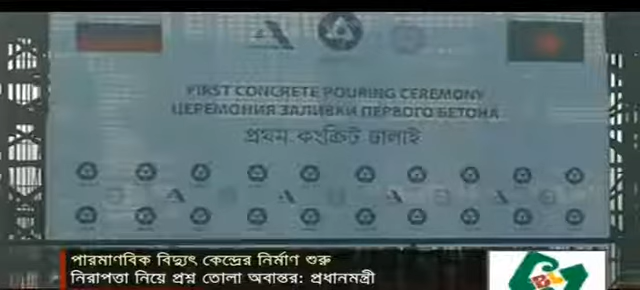 FIRST CONCRETE POURING CEREMONY
ЦЕРЕМОНИЯ ЗАЛИВКИ ПЕРВОГО БЕТОНА
প্রথম কংক্রিট ঢালাই
পারমাণবিক বিদ্যুৎ কেন্দ্রের নির্মাণ শুরু
নিরাপত্তা নিয়ে প্রশ্ন তোলা অবান্তর: প্রধানমন্ত্রী